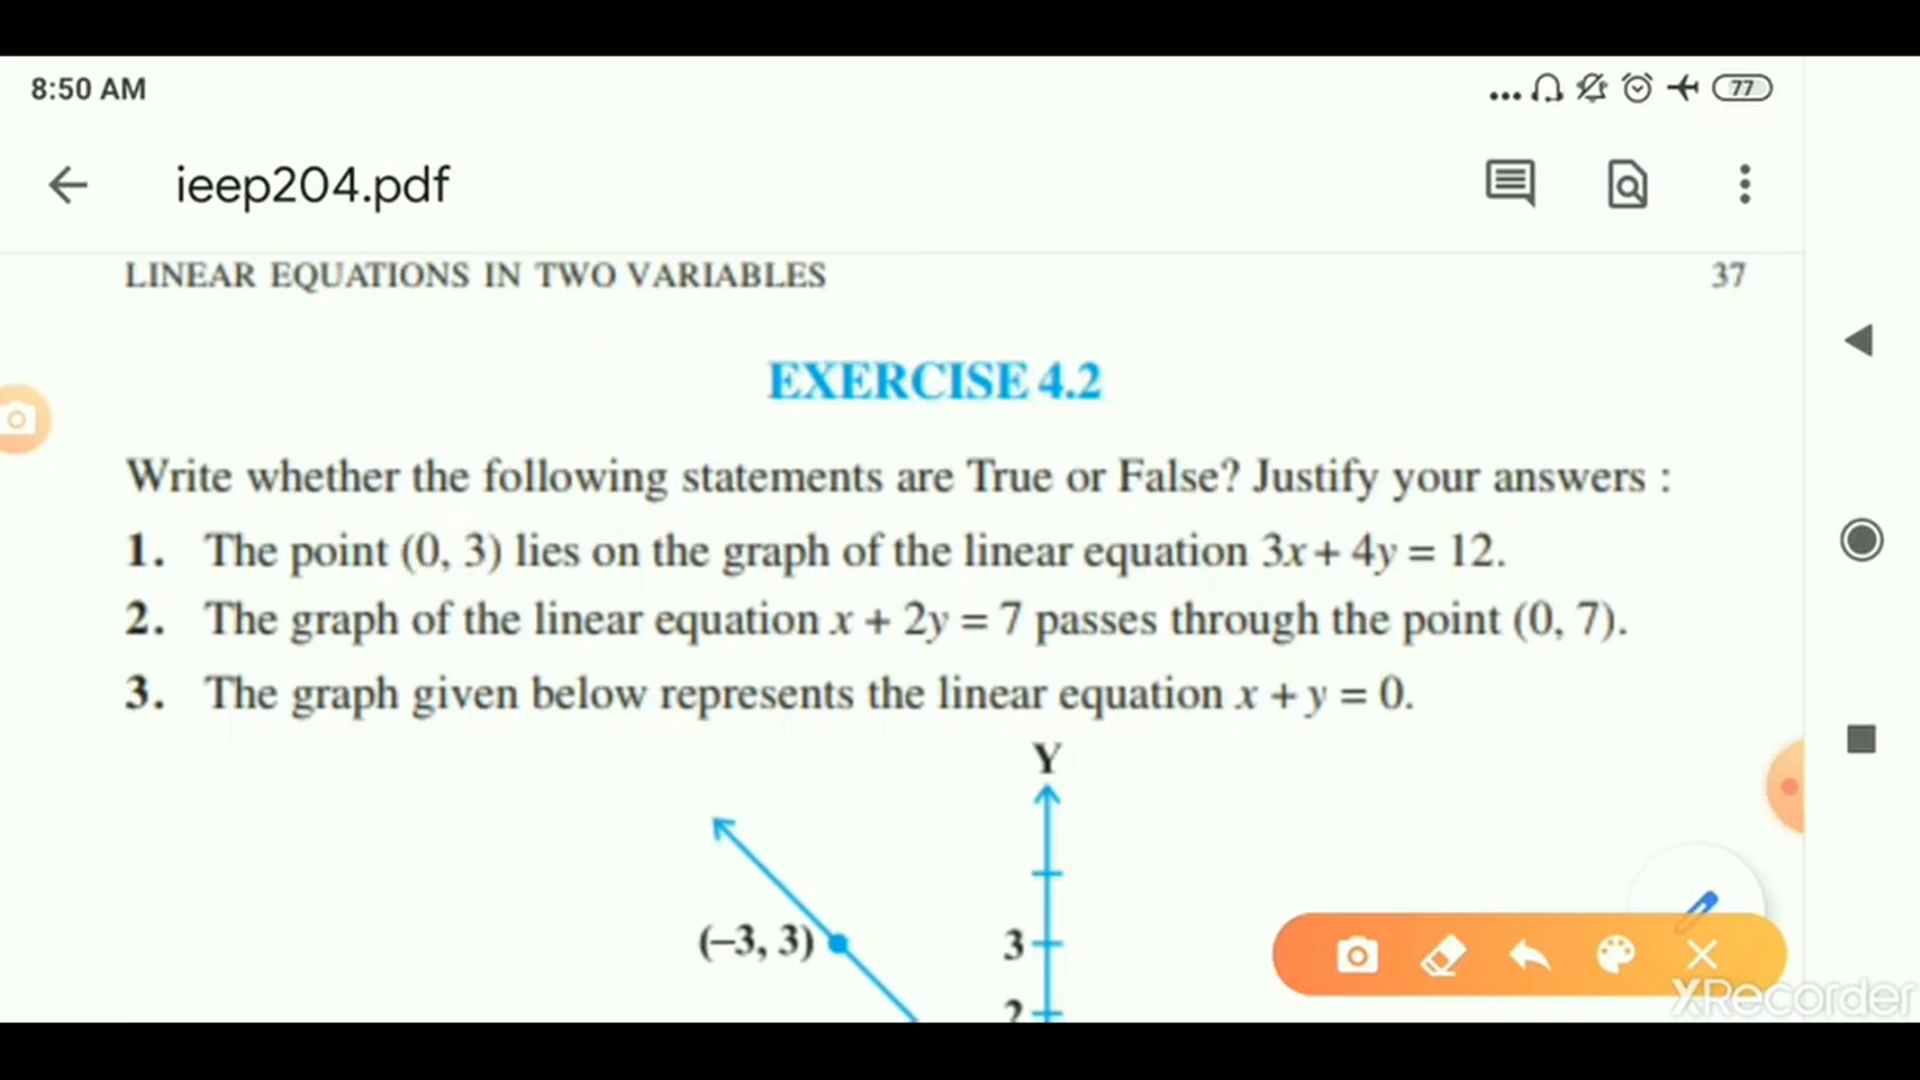 8:50 AM
77
ieep204.pdf
LINEAR EQUATIONS IN TWO VARIABLES 37
EXERCISE 4.2
Write whether the following statements are True or False? Justify your answers :
1. The point (0, 3) lies on the graph of the linear equation 3x + 4y = 12.
2. The graph of the linear equation x + 2y = 7 passes through the point (0, 7).
3. The graph given below represents the linear equation x + y = 0.
Y
(–3, 3)
3
2
XRecorder